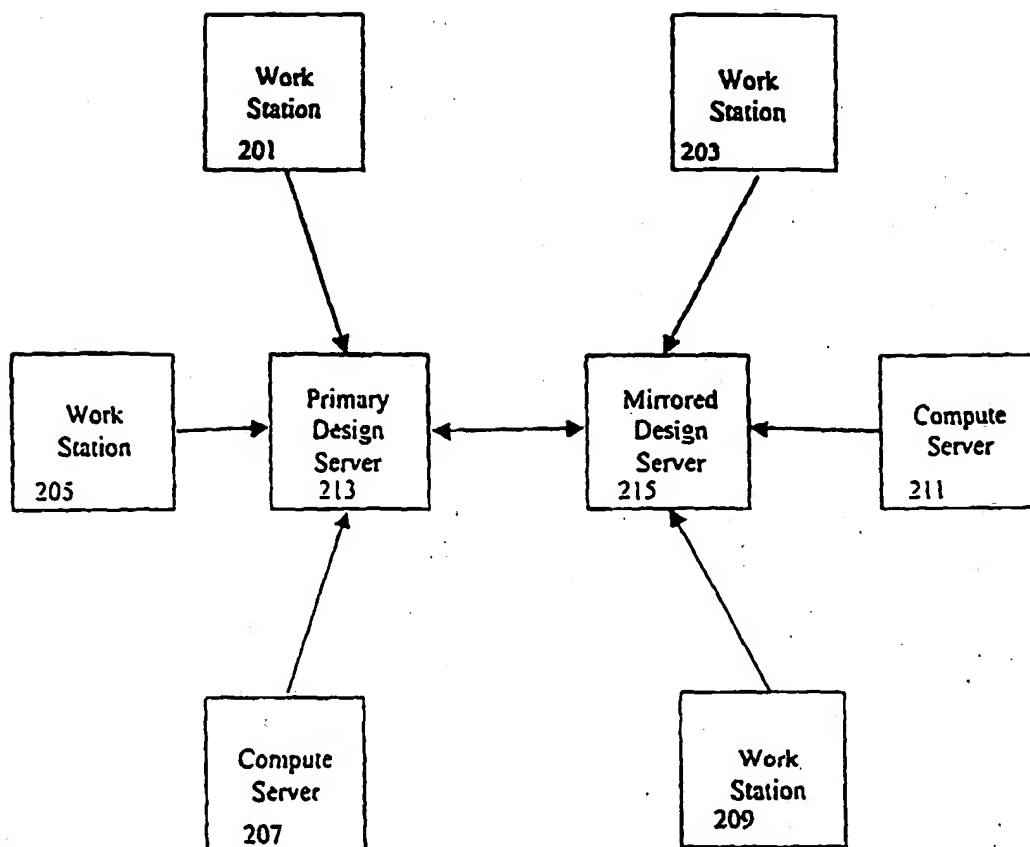 Work
Station
201
Work
Station
203
Work
Station
205
Primary
Design
Server
213
Mirrored
Design
Server
215
Compute
Server
211
Compute
Server
207
Work
Station
209